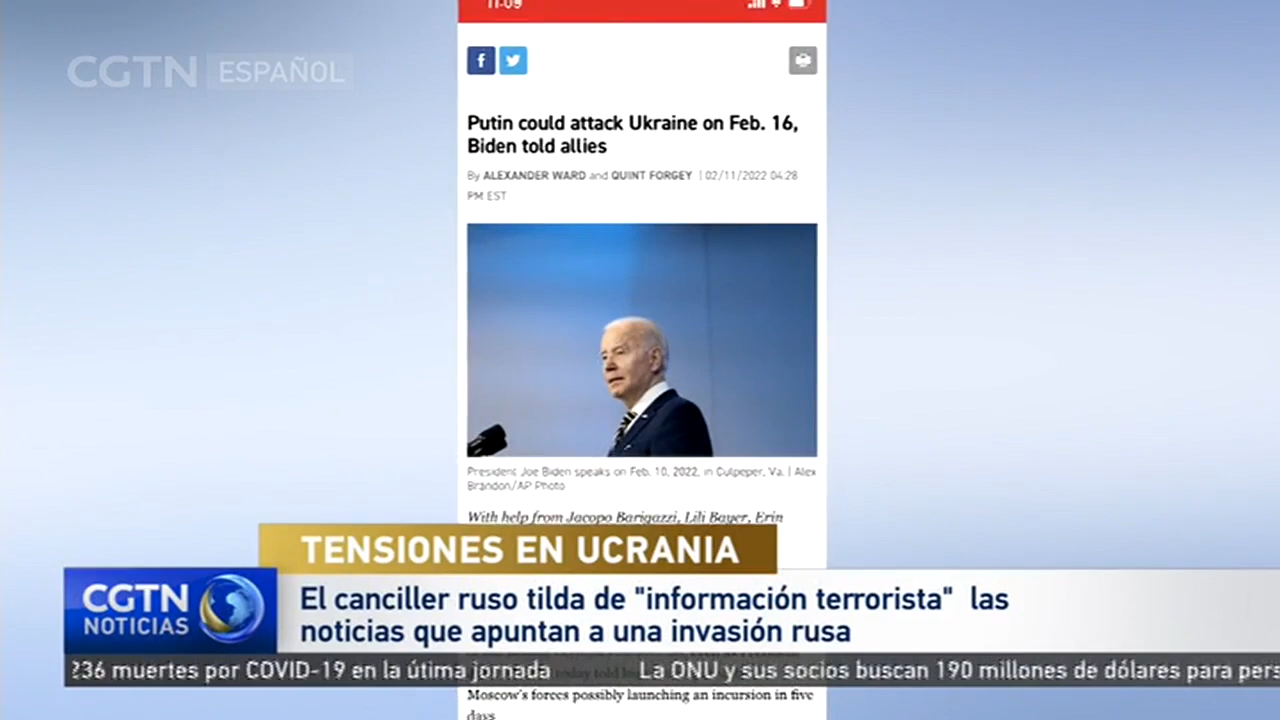 11:09
CGTN ESPAÑOL
f
Putin could attack Ukraine on Feb. 16,
Biden told allies
By ALEXANDER WARD and QUINT FORGEY | 02/11/2022 04:28
PM EST
President Joe Biden speaks on Feb. 10, 2022, in Culpeper, Va. | Alex
Brandon/AP Photo
With help from Jacopo Barigazzi, Lili Bayer, Erin
TENSIONES EN UCRANIA
CGTN
NOTICIAS
El canciller ruso tilda de "información terrorista" las
noticias que apuntan a una invasión rusa
236 muertes por COVID-19 en la útima jornada La ONU y sus socios buscan 190 millones de dólares para pers
Moscow's forces possibly launching an incursion in five
days